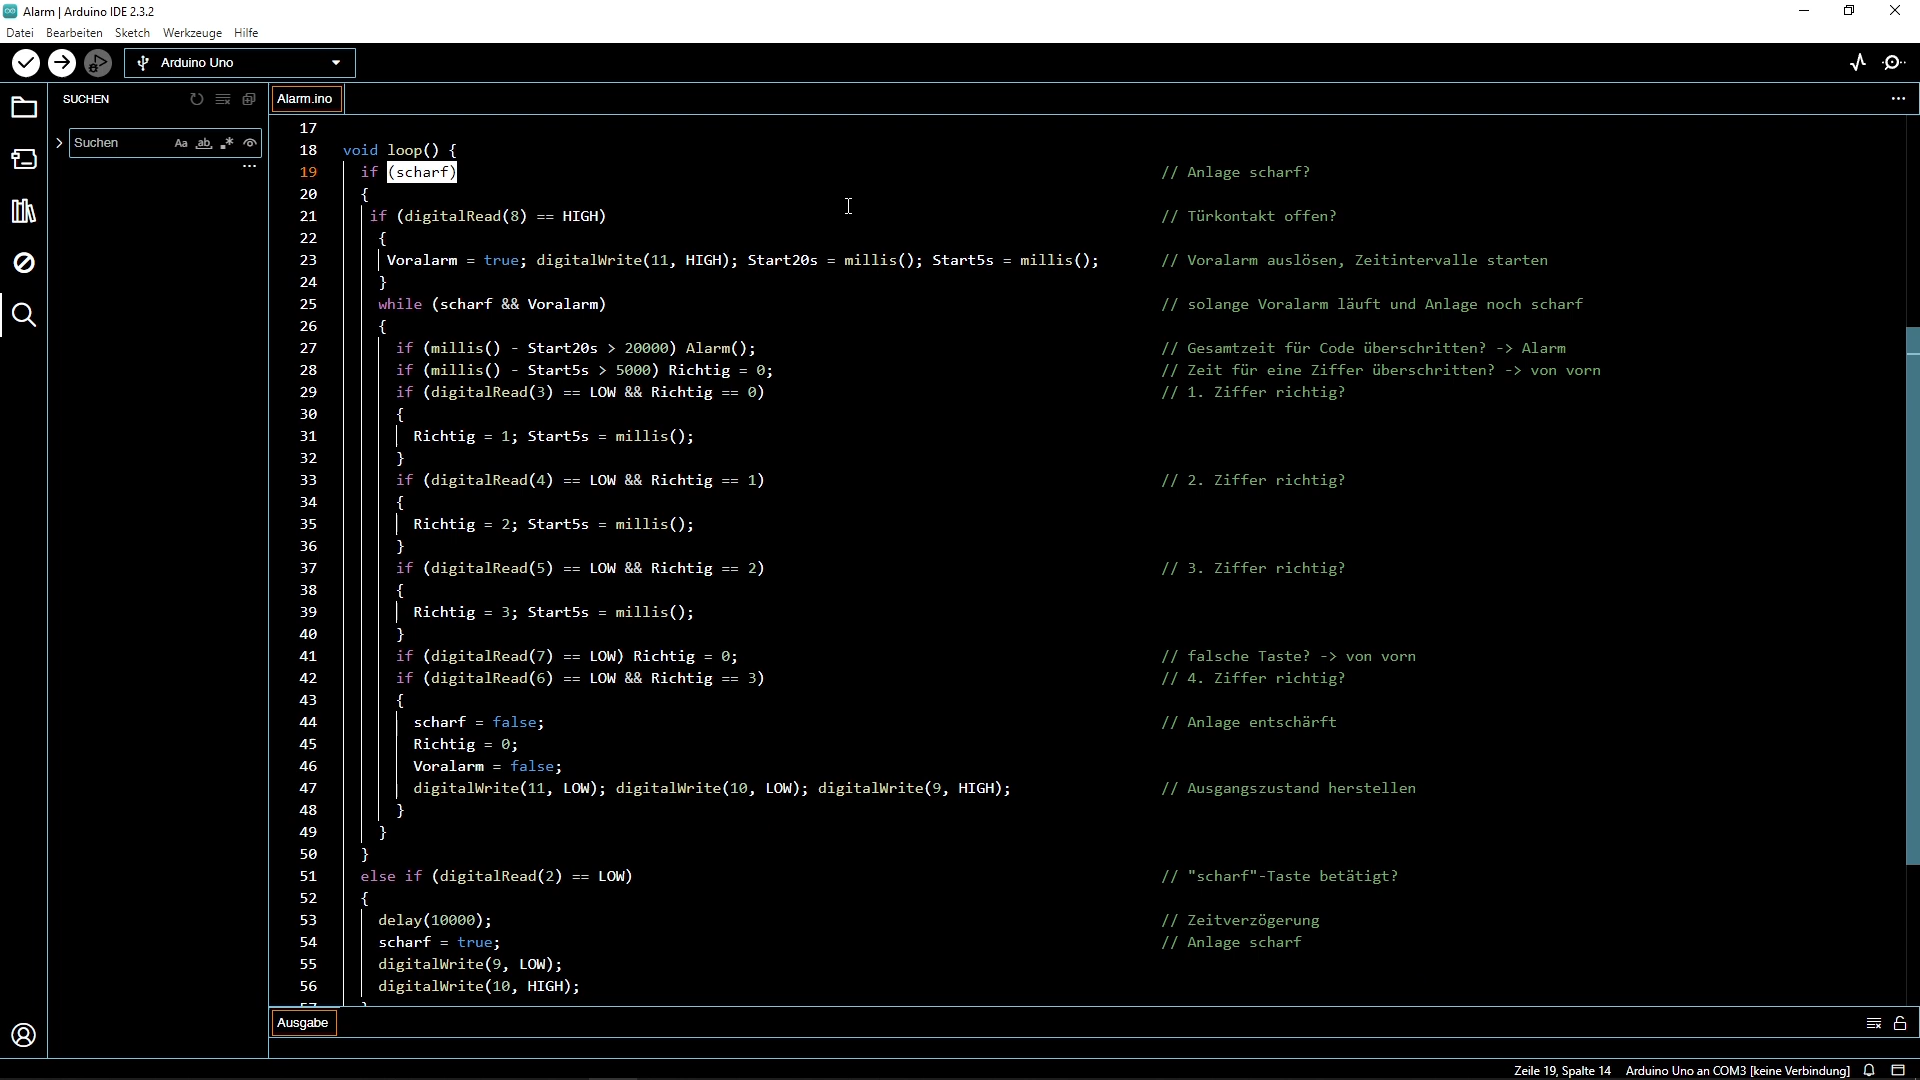 Alarm | Arduino IDE 2.3.2
Datei Bearbeiten Sketch Werkzeuge Hilfe
Arduino Uno
SUCHEN
Alarm.ino
Suchen Aa ab
17
18 void loop() {
19 if (scharf) // Anlage scharf?
20 {
21 if (digitalRead(8) == HIGH) // Türkontakt offen?
22 {
23 Voralarm = true; digitalWrite(11, HIGH); Start20s = millis(); Start5s = millis(); // Voralarm auslösen, Zeitintervalle starten
24 }
25 while (scharf && Voralarm) // solange Voralarm läuft und Anlage noch scharf
26 {
27 if (millis() - Start20s > 20000) Alarm(); // Gesamtzeit für Code überschritten? -> Alarm
28 if (millis() - Start5s > 5000) Richtig = 0; // Zeit für eine Ziffer überschritten? -> von vorn
29 if (digitalRead(3) == LOW && Richtig == 0) // 1. Ziffer richtig?
30 {
31 Richtig = 1; Start5s = millis();
32 }
33 if (digitalRead(4) == LOW && Richtig == 1) // 2. Ziffer richtig?
34 {
35 Richtig = 2; Start5s = millis();
36 }
37 if (digitalRead(5) == LOW && Richtig == 2) // 3. Ziffer richtig?
38 {
39 Richtig = 3; Start5s = millis();
40 }
41 if (digitalRead(7) == LOW) Richtig = 0; // falsche Taste? -> von vorn
42 if (digitalRead(6) == LOW && Richtig == 3) // 4. Ziffer richtig?
43 {
44 scharf = false; // Anlage entschärft
45 Richtig = 0;
46 Voralarm = false;
47 digitalWrite(11, LOW); digitalWrite(10, LOW); digitalWrite(9, HIGH); // Ausgangszustand herstellen
48 }
49 }
50 }
51 else if (digitalRead(2) == LOW) // "scharf"-Taste betätigt?
52 {
53 delay(10000); // Zeitverzögerung
54 scharf = true; // Anlage scharf
55 digitalWrite(9, LOW);
56 digitalWrite(10, HIGH);
57 }
Ausgabe
Zeile 19, Spalte 14 Arduino Uno an COM3 [keine Verbindung]